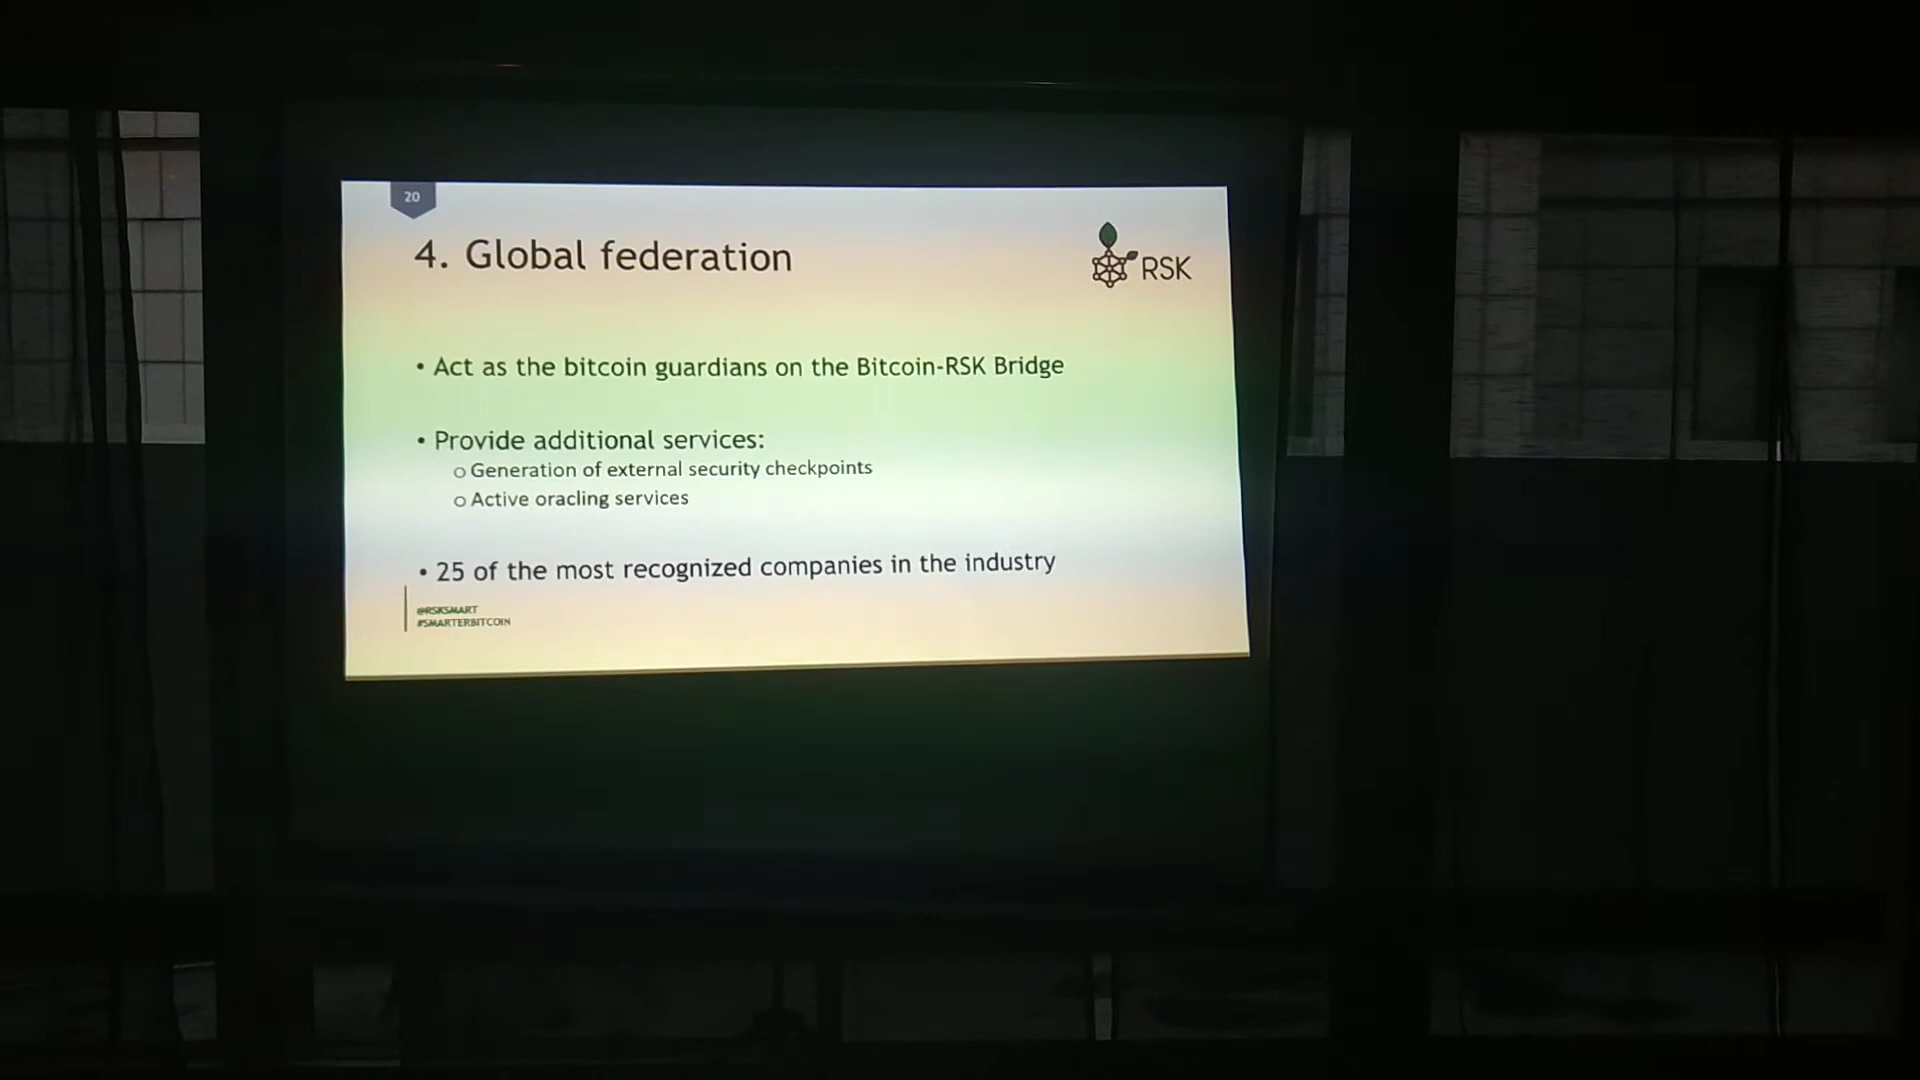 20
4. Global federation
RSK
• Act as the bitcoin guardians on the Bitcoin-RSK Bridge
• Provide additional services:
o Generation of external security checkpoints
o Active oracling services
• 25 of the most recognized companies in the industry
@RSKSMART
#SMARTERBITCOIN